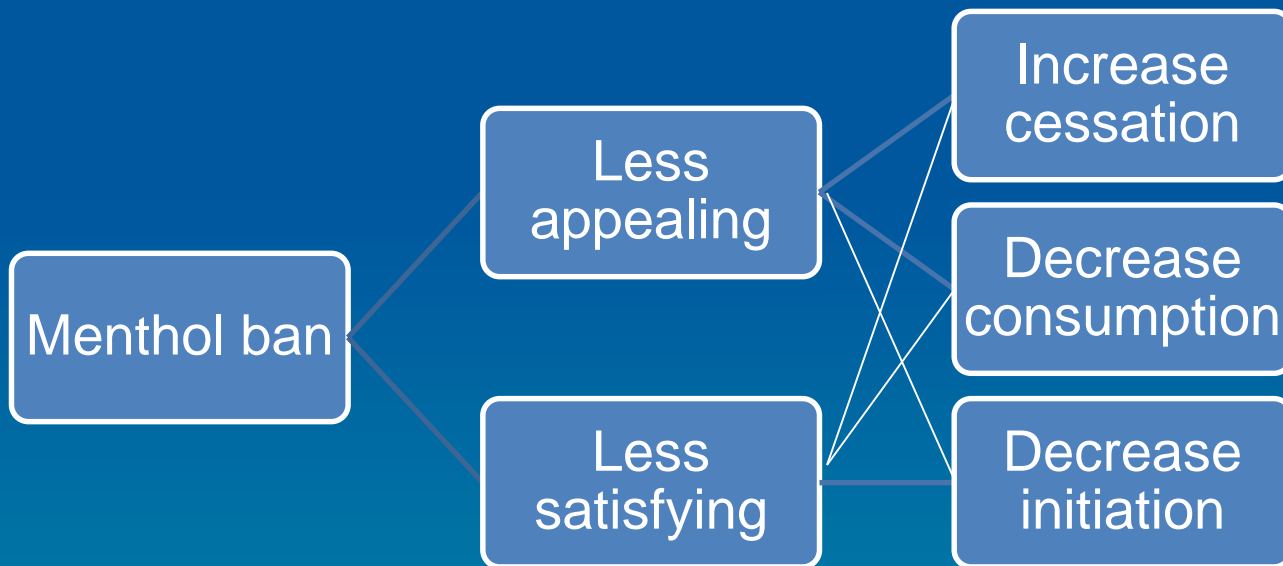 Menthol ban
Less
appealing
Less
satisfying
Increase
cessation
Decrease
consumption
Decrease
initiation